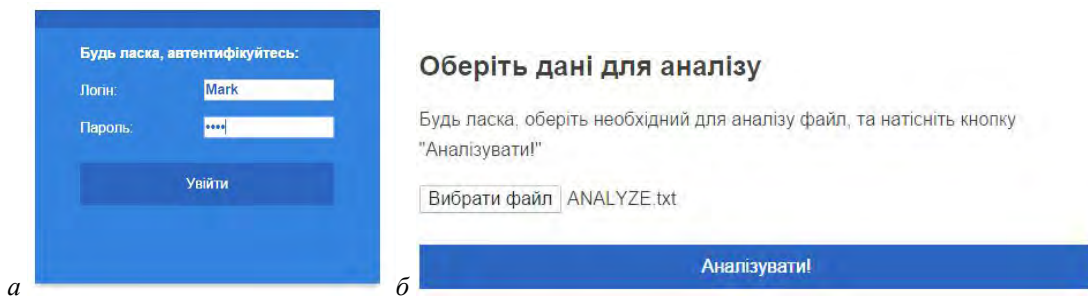 Будь ласка, автентифікуйтесь:
Логін: Mark
Пароль: ••••
Увійти
а
Оберіть дані для аналізу
Будь ласка, оберіть необхідний для аналізу файл, та натісніть кнопку
"Аналізувати!"
Вибрати файл ANALYZE.txt
Аналізувати!
б